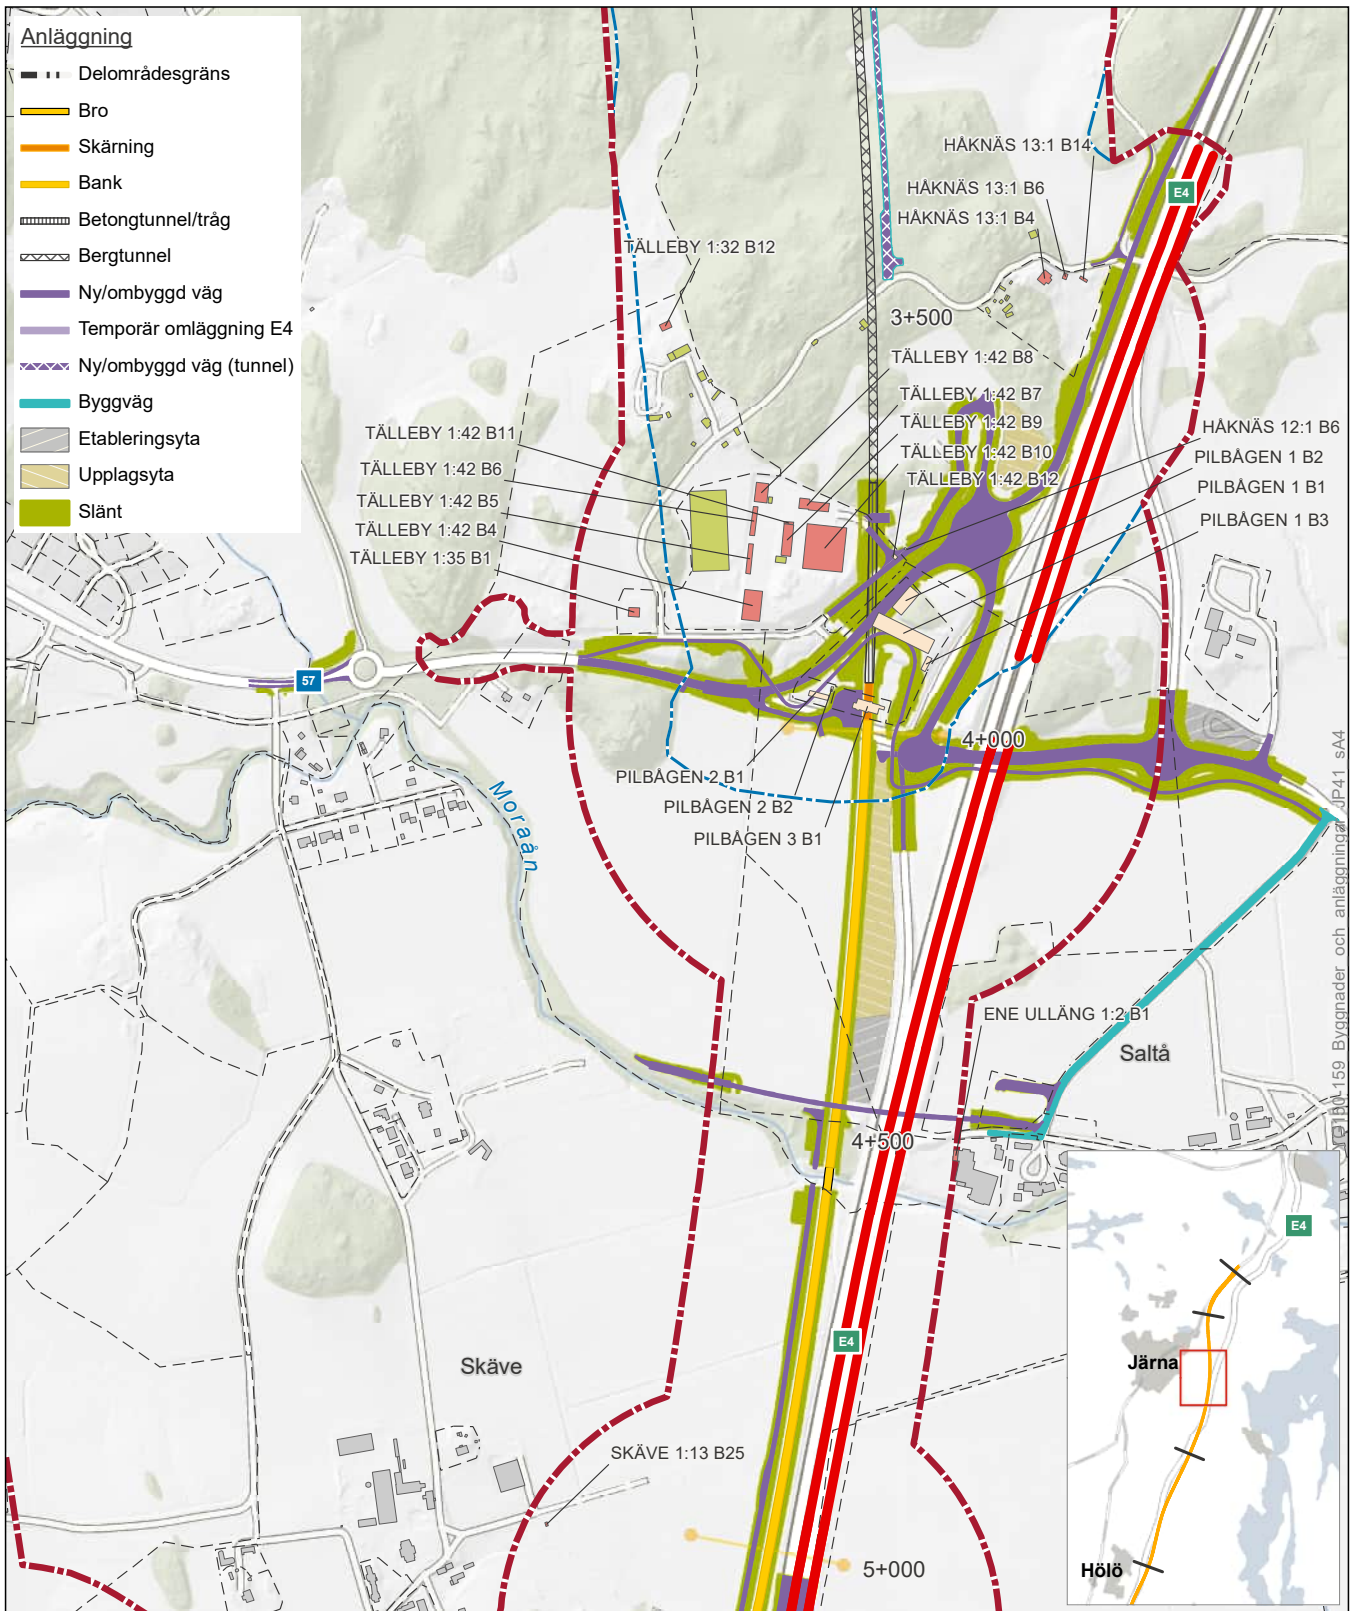 Anläggning
Delområdesgräns
Bro
Skärning
Bank
Betongtunnel/tråg
Bergtunnel
Ny/ombyggd väg
Temporär omläggning E4
Ny/ombyggd väg (tunnel)
Byggväg
Etableringsyta
Upplagsyta
Slänt
HÅKNÄS 13:1 B14
HÅKNÄS 13:1 B6
HÅKNÄS 13:1 B4
E4
TÄLLEBY 1:32 B12
3+500
TÄLLEBY 1:42 B8
TÄLLEBY 1:42 B7
TÄLLEBY 1:42 B9
TÄLLEBY 1:42 B10
TÄLLEBY 1:42 B12
HÅKNÄS 12:1 B6
PILBÅGEN 1 B2
PILBÅGEN 1 B1
PILBÅGEN 1 B3
TÄLLEBY 1:42 B11
TÄLLEBY 1:42 B6
TÄLLEBY 1:42 B5
TÄLLEBY 1:42 B4
TÄLLEBY 1:35 B1
57
4+000
PILBÅGEN 2 B1
PILBÅGEN 2 B2
PILBÅGEN 3 B1
Moraån
ENE ULLÄNG 1:2 B1
Saltå
4+500
E4
Skäve
SKÄVE 1:13 B25
5+000
E4
Järna
Hölö
159 Byggnader och anläggningar JP41 sA4